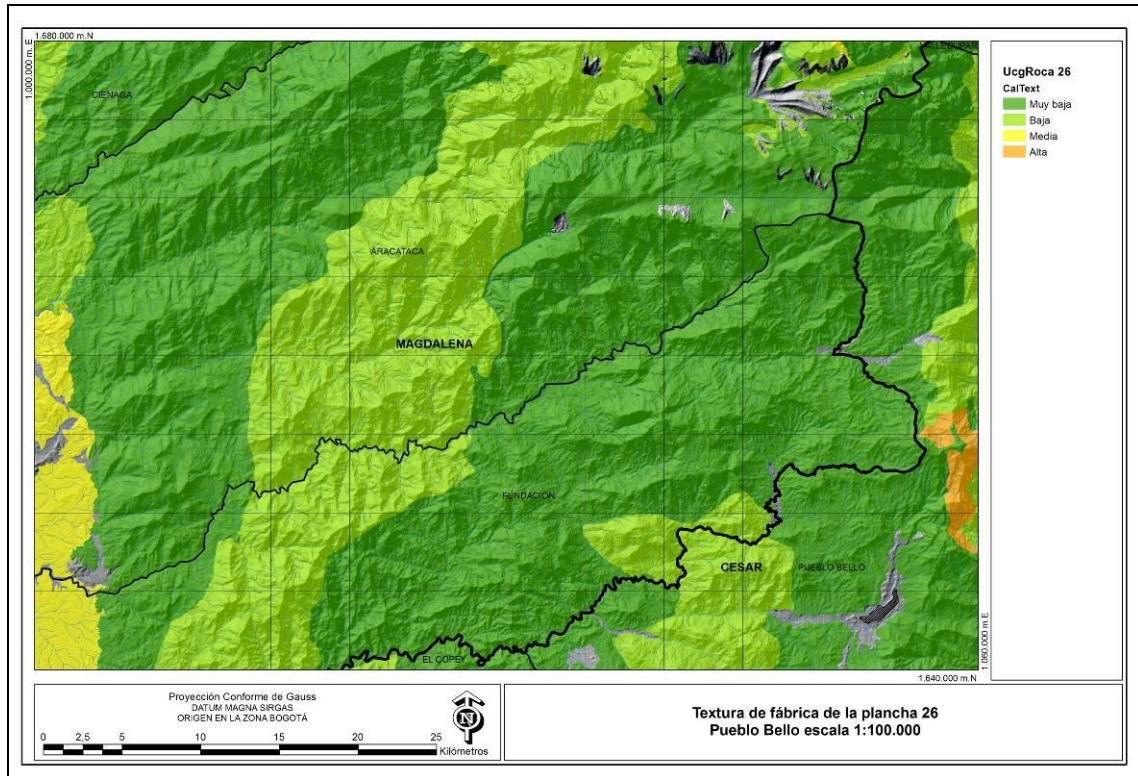 1.680.000 m.N
1.000.000 m. E
CIENAGA
ARACATACA
MAGDALENA
FUNDACION
CESAR
PUEBLO BELLO
EL COPEY
1.060.000 m.E
1.640.000 m.N
UcgRoca 26
CalText
Muy baja
Baja
Media
Alta
Proyección Conforme de Gauss
DATUM MAGNA SIRGAS
ORIGEN EN LA ZONA BOGOTÁ
N
0 2,5 5 10 15 20 25
Kilómetros
Textura de fábrica de la plancha 26
Pueblo Bello escala 1:100.000